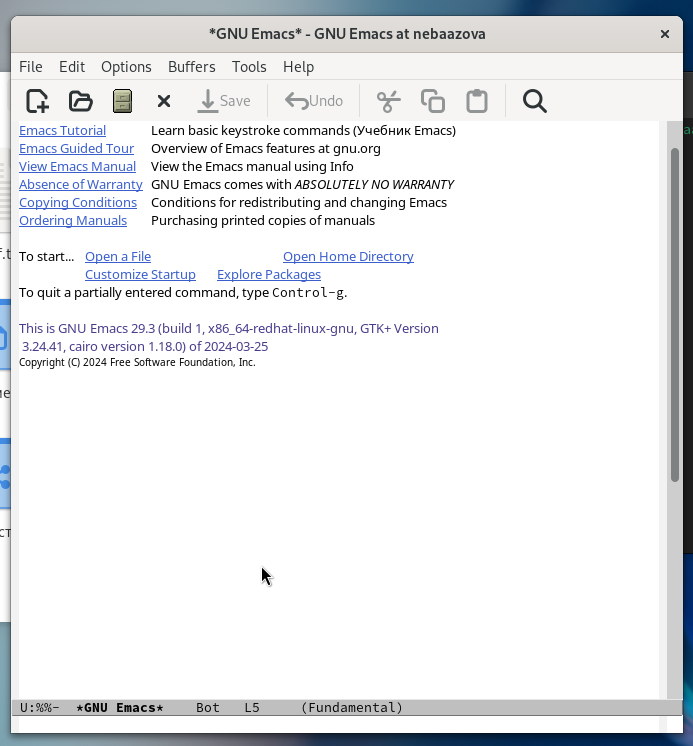 *GNU Emacs* - GNU Emacs at nebaazova
File Edit Options Buffers Tools Help
Save Undo
Emacs Tutorial Learn basic keystroke commands (Учебник Emacs)
Emacs Guided Tour Overview of Emacs features at gnu.org
View Emacs Manual View the Emacs manual using Info
Absence of Warranty GNU Emacs comes with ABSOLUTELY NO WARRANTY
Copying Conditions Conditions for redistributing and changing Emacs
Ordering Manuals Purchasing printed copies of manuals
To start... Open a File Open Home Directory
Customize Startup Explore Packages
To quit a partially entered command, type Control-g.
This is GNU Emacs 29.3 (build 1, x86_64-redhat-linux-gnu, GTK+ Version
3.24.41, cairo version 1.18.0) of 2024-03-25
Copyright (C) 2024 Free Software Foundation, Inc.
U:%%- *GNU Emacs* Bot L5 (Fundamental)